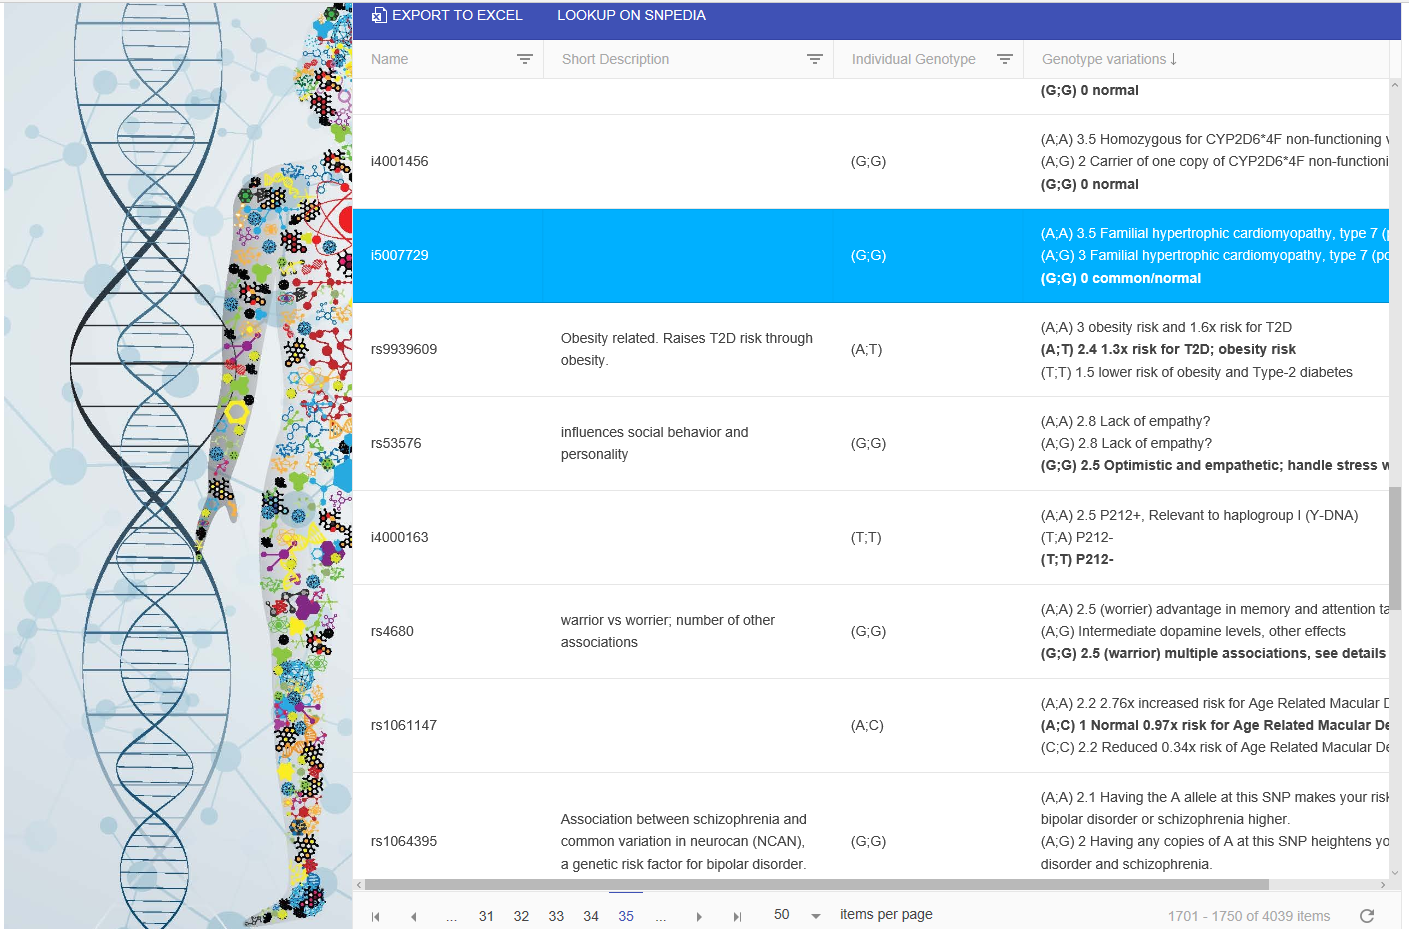 EXPORT TO EXCEL LOOKUP ON SNPEDIA
Name Short Description Individual Genotype Genotype variations
(G;G) 0 normal
i4001456 (G;G)
(A;A) 3.5 Homozygous for CYP2D6*4F non-functioning
(A;G) 2 Carrier of one copy of CYP2D6*4F non-functioni
(G;G) 0 normal
i5007729 (G;G)
(A;A) 3.5 Familial hypertrophic cardiomyopathy, type 7
(A;G) 3 Familial hypertrophic cardiomyopathy, type 7 (po
(G;G) 0 common/normal
rs9939609
Obesity related. Raises T2D risk through
obesity.
(A;T)
(A;A) 3 obesity risk and 1.6x risk for T2D
(A;T) 2.4 1.3x risk for T2D; obesity risk
(T;T) 1.5 lower risk of obesity and Type-2 diabetes
rs53576
influences social behavior and
personality
(G;G)
(A;A) 2.8 Lack of empathy?
(A;G) 2.8 Lack of empathy?
(G;G) 2.5 Optimistic and empathetic; handle stress w
i4000163 (T;T)
(A;A) 2.5 P212+, Relevant to haplogroup I (Y-DNA)
(T;A) P212-
(T;T) P212-
rs4680
warrior vs worrier; number of other
associations
(G;G)
(A;A) 2.5 (worrier) advantage in memory and attention ta
(A;G) Intermediate dopamine levels, other effects
(G;G) 2.5 (warrior) multiple associations, see details
rs1061147 (A;C)
(A;A) 2.2 2.76x increased risk for Age Related Macular D
(A;C) 1 Normal 0.97x risk for Age Related Macular De
(C;C) 2.2 Reduced 0.34x risk of Age Related Macular De
rs1064395
Association between schizophrenia and
common variation in neurocan (NCAN),
a genetic risk factor for bipolar disorder.
(G;G)
(A;A) 2.1 Having the A allele at this SNP makes your risk
bipolar disorder or schizophrenia higher.
(A;G) 2 Having any copies of A at this SNP heightens yo
disorder and schizophrenia.
... 31 32 33 34 35 ... 50 items per page 1701 - 1750 of 4039 items